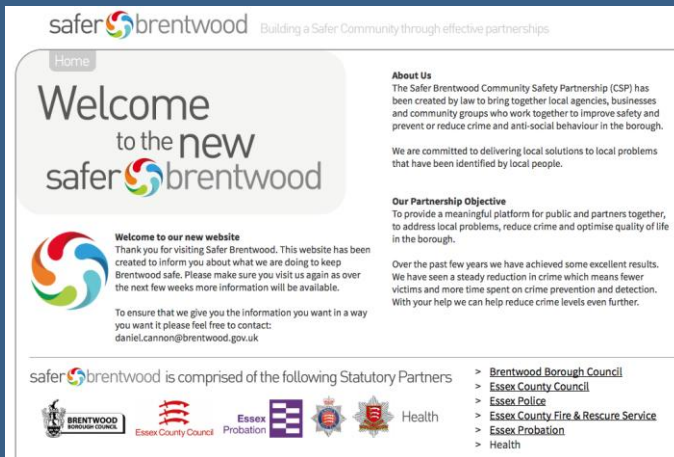 safer brentwood Building a Safer Community through effective partnerships
Home
Welcome
to the new
safer brentwood
Welcome to our new website
Thank you for visiting Safer Brentwood. This website has been
created to inform you about what we are doing to keep
Brentwood safe. Please make sure you visit us again as over
the next few weeks more information will be available.
To ensure that we give you the information you want in a way
you want it please feel free to contact:
daniel.cannon@brentwood.gov.uk
About Us
The Safer Brentwood Community Safety Partnership (CSP) has
been created by law to bring together local agencies, businesses
and community groups who work together to improve safety and
prevent or reduce crime and anti-social behaviour in the borough.
We are committed to delivering local solutions to local problems
that have been identified by local people.
Our Partnership Objective
To provide a meaningful platform for public and partners together,
to address local problems, reduce crime and optimise quality of life
in the borough.
Over the past few years we have achieved some excellent results.
We have seen a steady reduction in crime which means fewer
victims and more time spent on crime prevention and detection.
With your help we can help reduce crime levels even further.
safer brentwood is comprised of the following Statutory Partners
BRENTWOOD
BOROUGH COUNCIL
Essex County Council
Essex
Probation
Health
> Brentwood Borough Council
> Essex County Council
> Essex Police
> Essex County Fire & Rescure Service
> Essex Probation
> Health